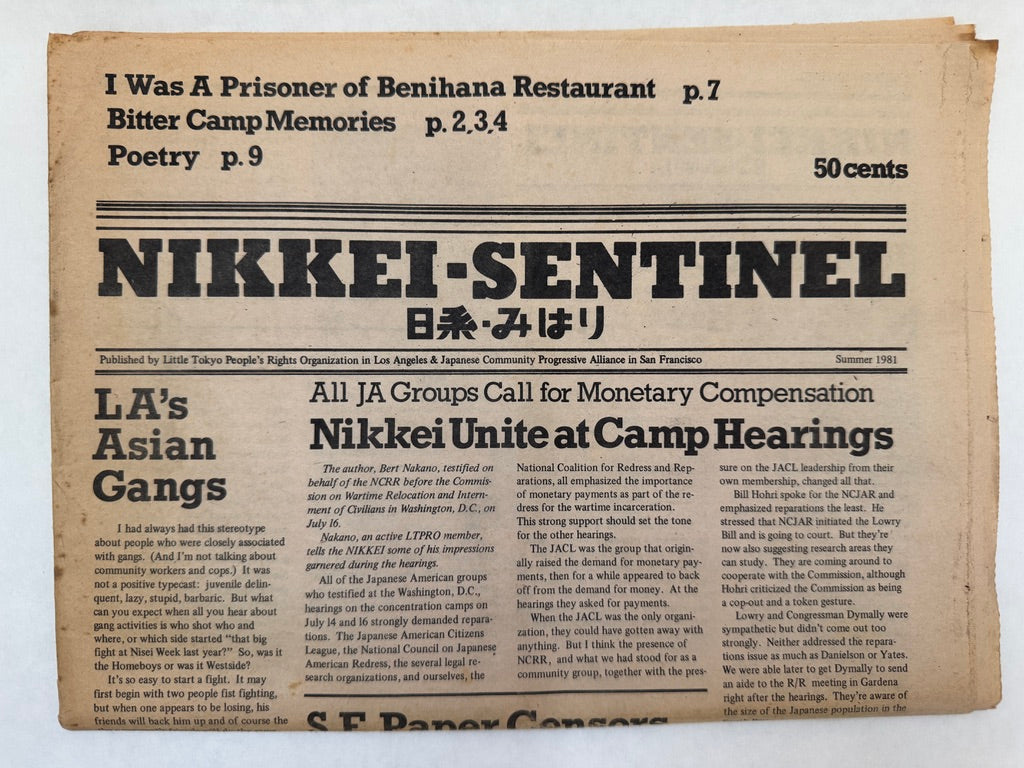 I Was A Prisoner of Benihana Restaurant p.7
Bitter Camp Memories p.2,3,4
Poetry p.9
50cents
NIKKEI-SENTINEL
日系·みはり
Published by Little Tokyo People's Rights Organization in Los Angeles & Japanese Community Progressive Alliance in San Francisco Summer 1981
LA's
Asian
Gangs
I had always had this stereotype
about people who were closely associated
with gangs. (And I'm not talking about
community workers and cops.) It was
not a positive typecast: juvenile delin-
quent, lazy, stupid, barbaric. But what
can you expect when all you hear about
gang activities is who shot who and
where, or which side started "that big
fight at Nisei Week last year?" So, was it
the Homeboys or was it Westside?
It's so easy to start a fight. It may
first begin with two people fist fighting,
but when one appears to be losing, his
friends will back him up and of course the
All JA Groups Call for Monetary Compensation
Nikkei Unite at Camp Hearings
The author, Bert Nakano, testified on
behalf of the NCRR before the Commis-
sion on Wartime Relocation and Intern-
ment of Civilians in Washington, D.C., on
July 16.
Nakano, an active LTPRO member,
tells the NIKKEI some of his impressions
garnered during the hearings.
All of the Japanese American groups
who testified at the Washington, D.C.,
hearings on the concentration camps on
July 14 and 16 strongly demanded repara-
tions. The Japanese American Citizens
League, the National Council on Japanese
American Redress, the several legal re-
search organizations, and ourselves, the
National Coalition for Redress and Rep-
arations, all emphasized the importance
of monetary payments as part of the re-
dress for the wartime incarceration.
This strong support should set the tone
for the other hearings.
The JACL was the group that origin-
ally raised the demand for monetary pay-
ments, then for a while appeared to back
off from the demand for money. At the
hearings they asked for payments.
When the JACL was the only organi-
zation, they could have gotten away with
anything. But I think the presence of
NCRR, and what we had stood for as a
community group, together with the pres-
sure on the JACL leadership from their
own membership, changed all that.
Bill Hohri spoke for the NCJAR and
emphasized reparations the least. He
stressed that NCJAR initiated the Lowry
Bill and is going to court. But they're
now also suggesting research areas they
can study. They are coming around to
cooperate with the Commission, although
Hohri criticized the Commission as being
a cop-out and a token gesture.
Lowry and Congressman Dymally were
sympathetic but didn't come out too
strongly. Neither addressed the repara-
tions issue as much as Danielson or Yates.
We were able later to get Dymally to send
an aide to the R/R meeting in Gardena
right after the hearings. They're aware of
the size of the Japanese population in the
S.F. Paper Censors